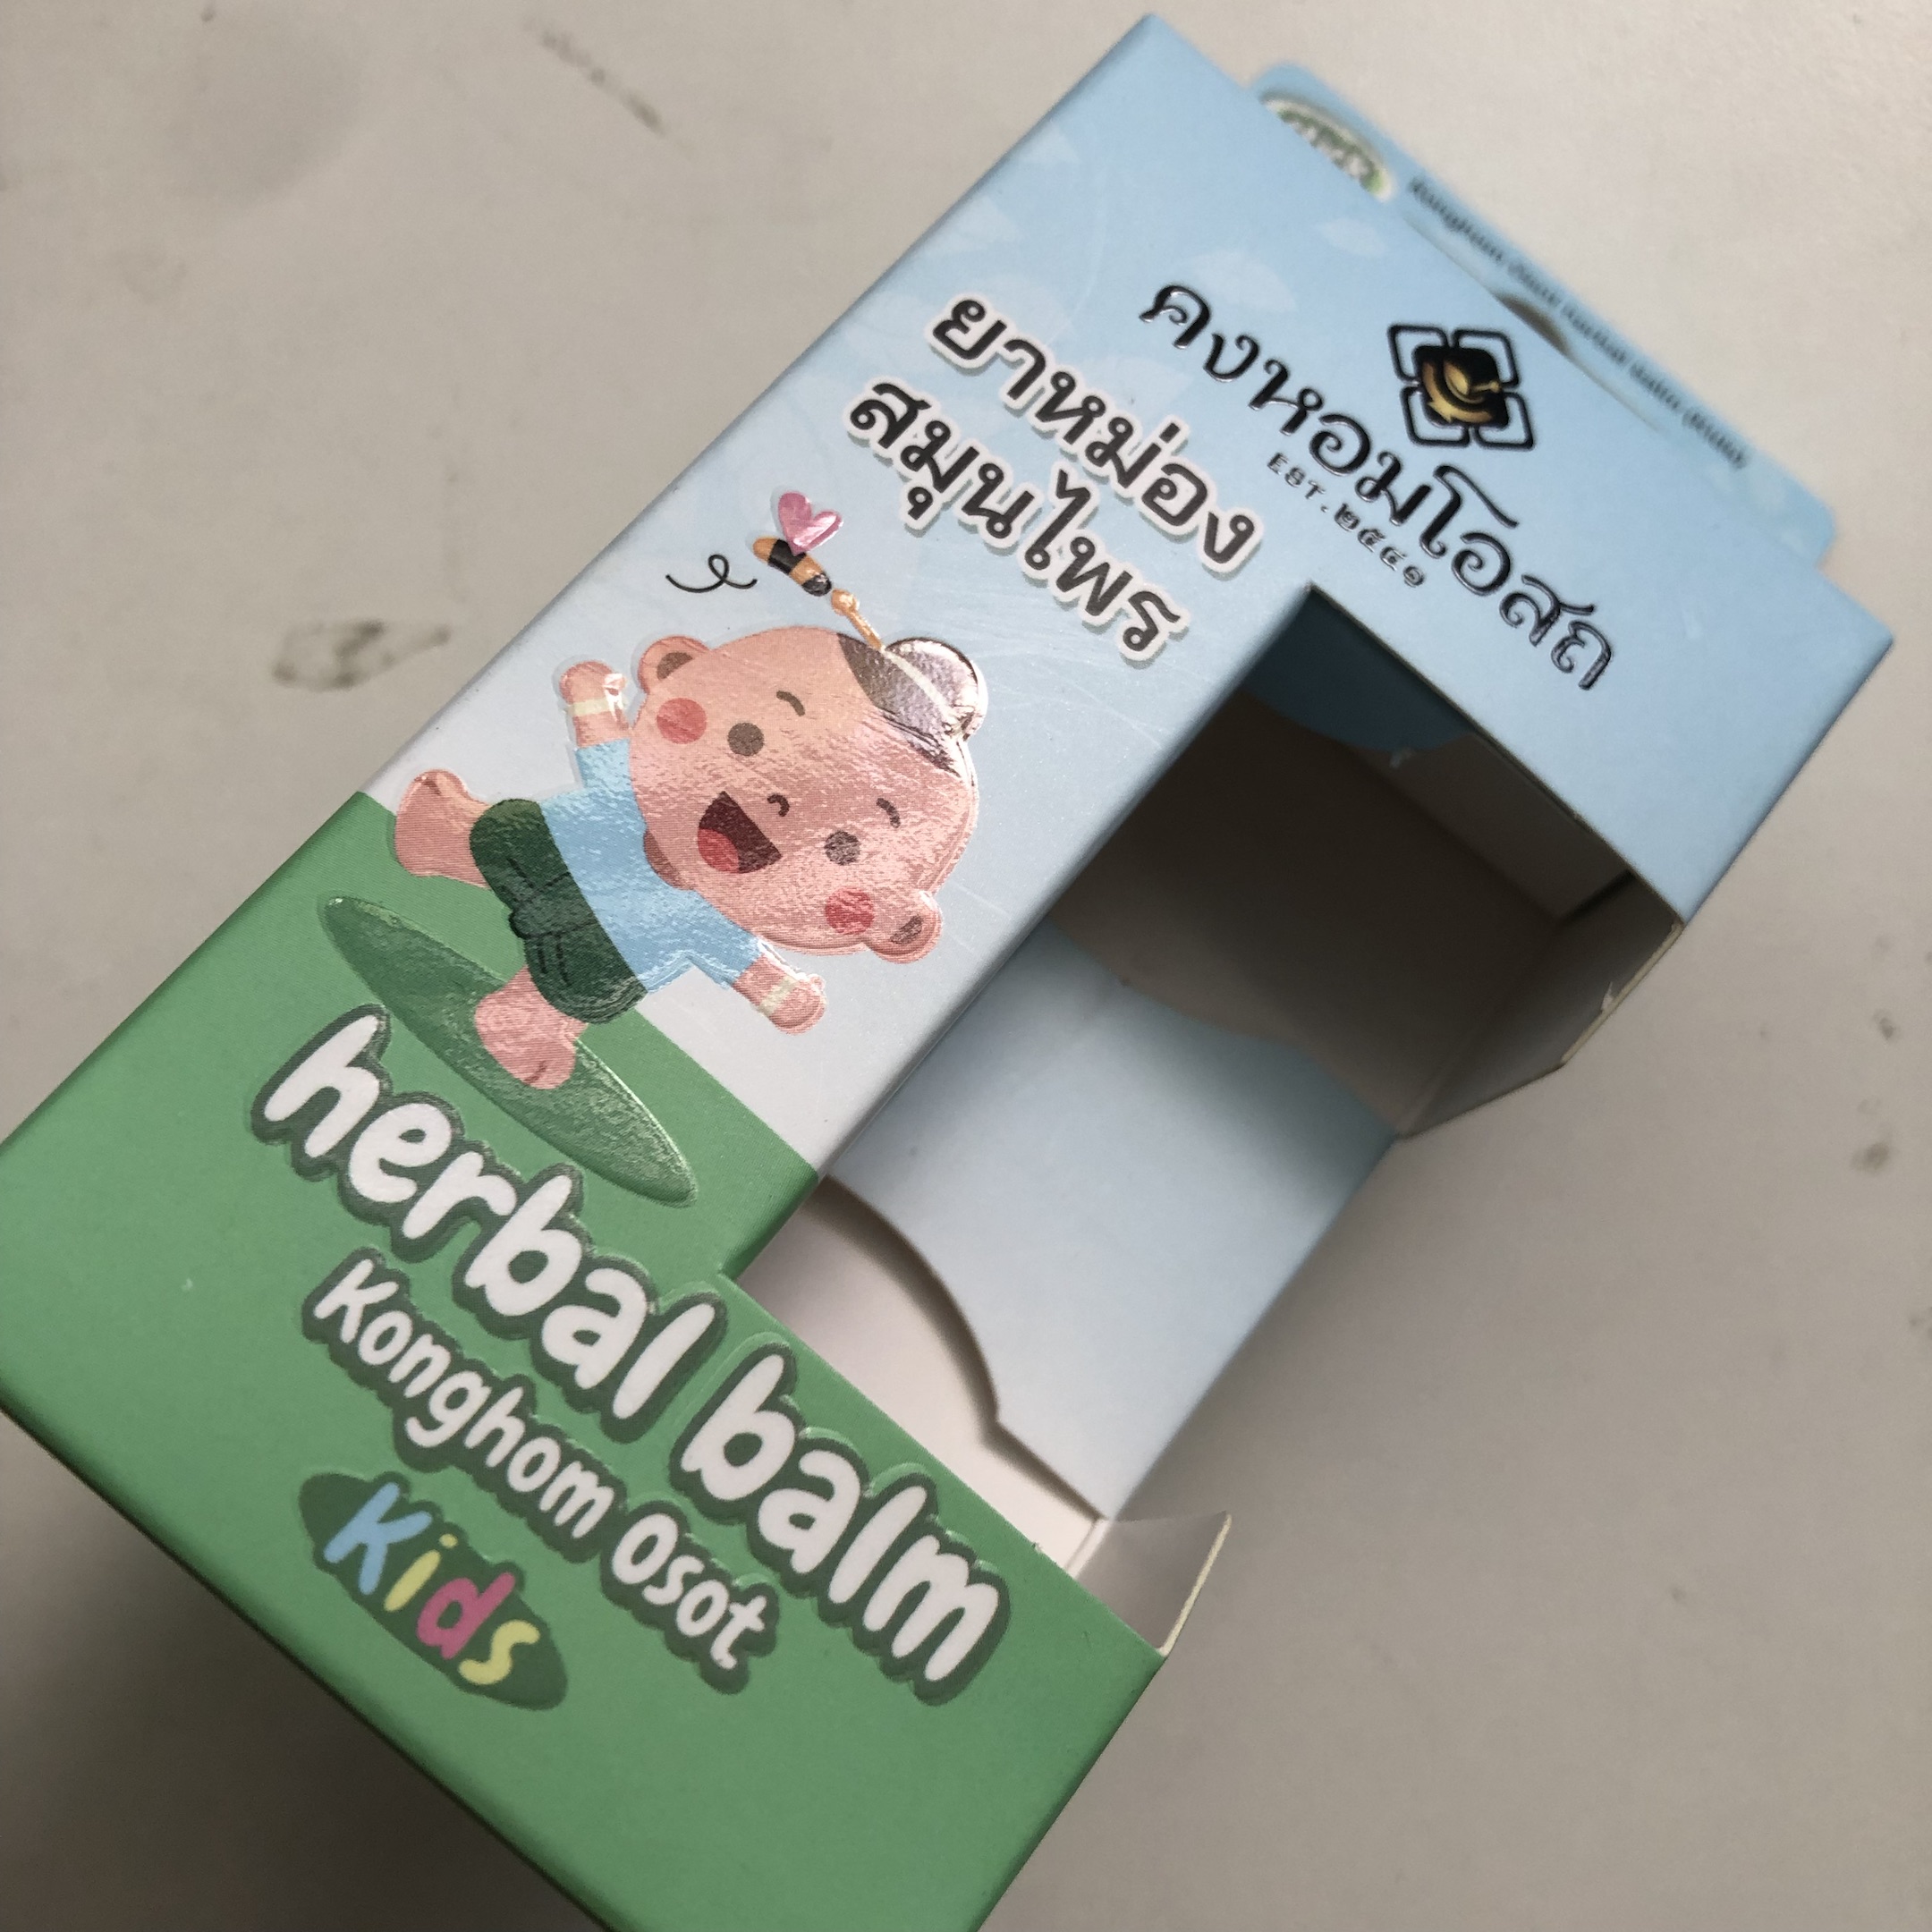 คงหอมโอสถ
EST.๒๕๔๑
ยาหม่อง
สมุนไพร
herbal balm
Konghom Osot
Kids